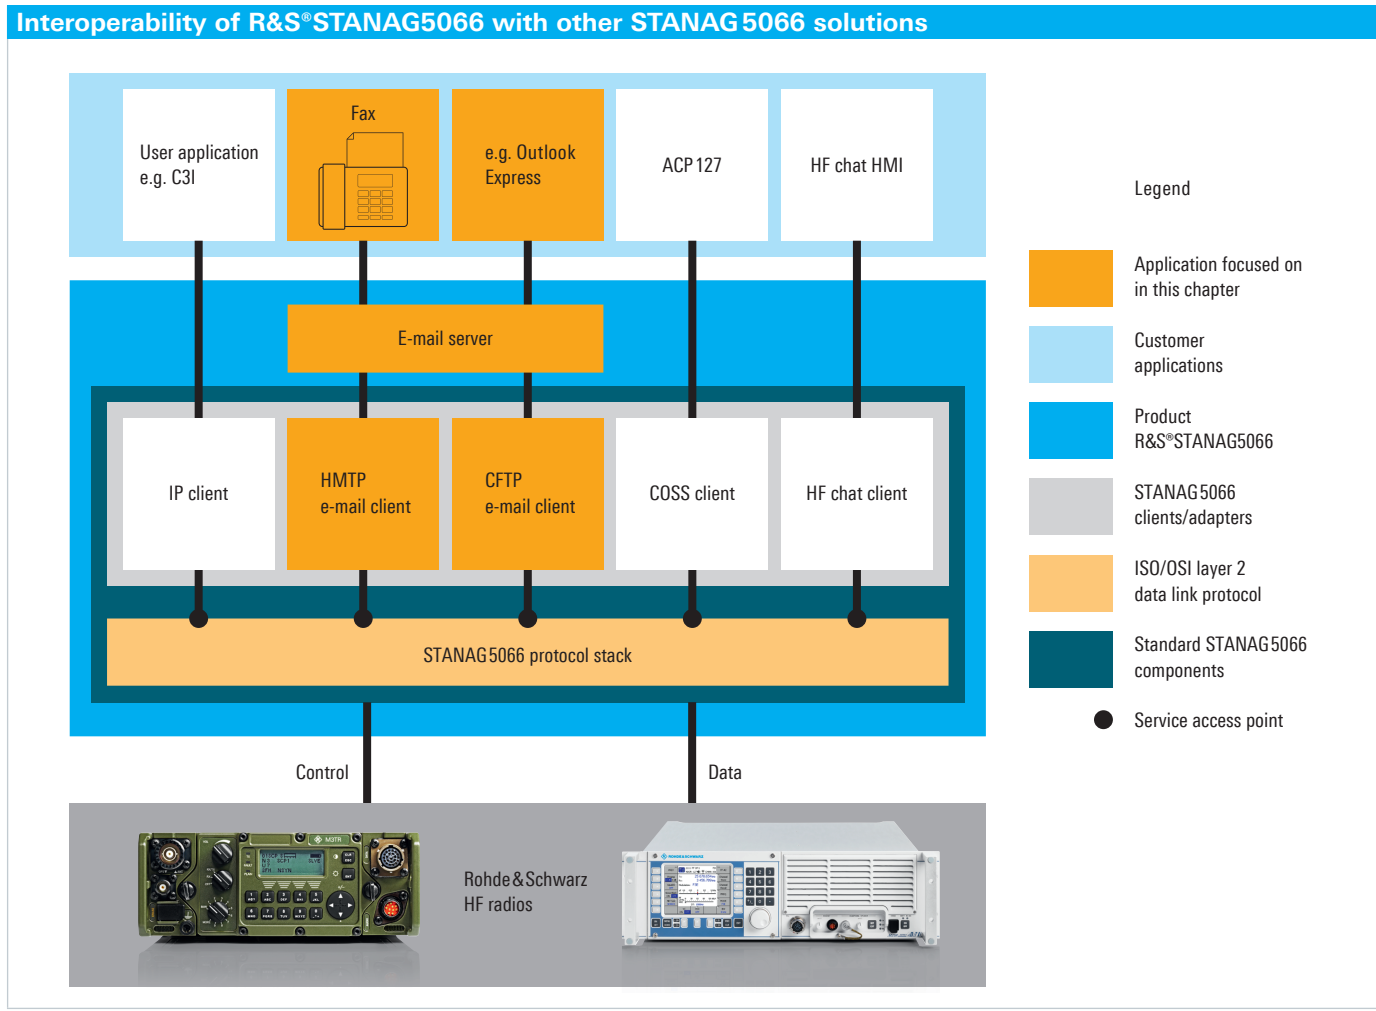 Interoperability of R&S®STANAG5066 with other STANAG 5066 solutions
User application
e.g. C3I
Fax
e.g. Outlook
Express
ACP 127
HF chat HMI
E-mail server
IP client
HMTP
e-mail client
CFTP
e-mail client
COSS client
HF chat client
STANAG 5066 protocol stack
Control
Data
M3TR
Rohde & Schwarz
HF radios
ROHDE & SCHWARZ
Legend
Application focused on
in this chapter
Customer
applications
Product
R&S®STANAG5066
STANAG 5066
clients/adapters
ISO/OSI layer 2
data link protocol
Standard STANAG 5066
components
Service access point